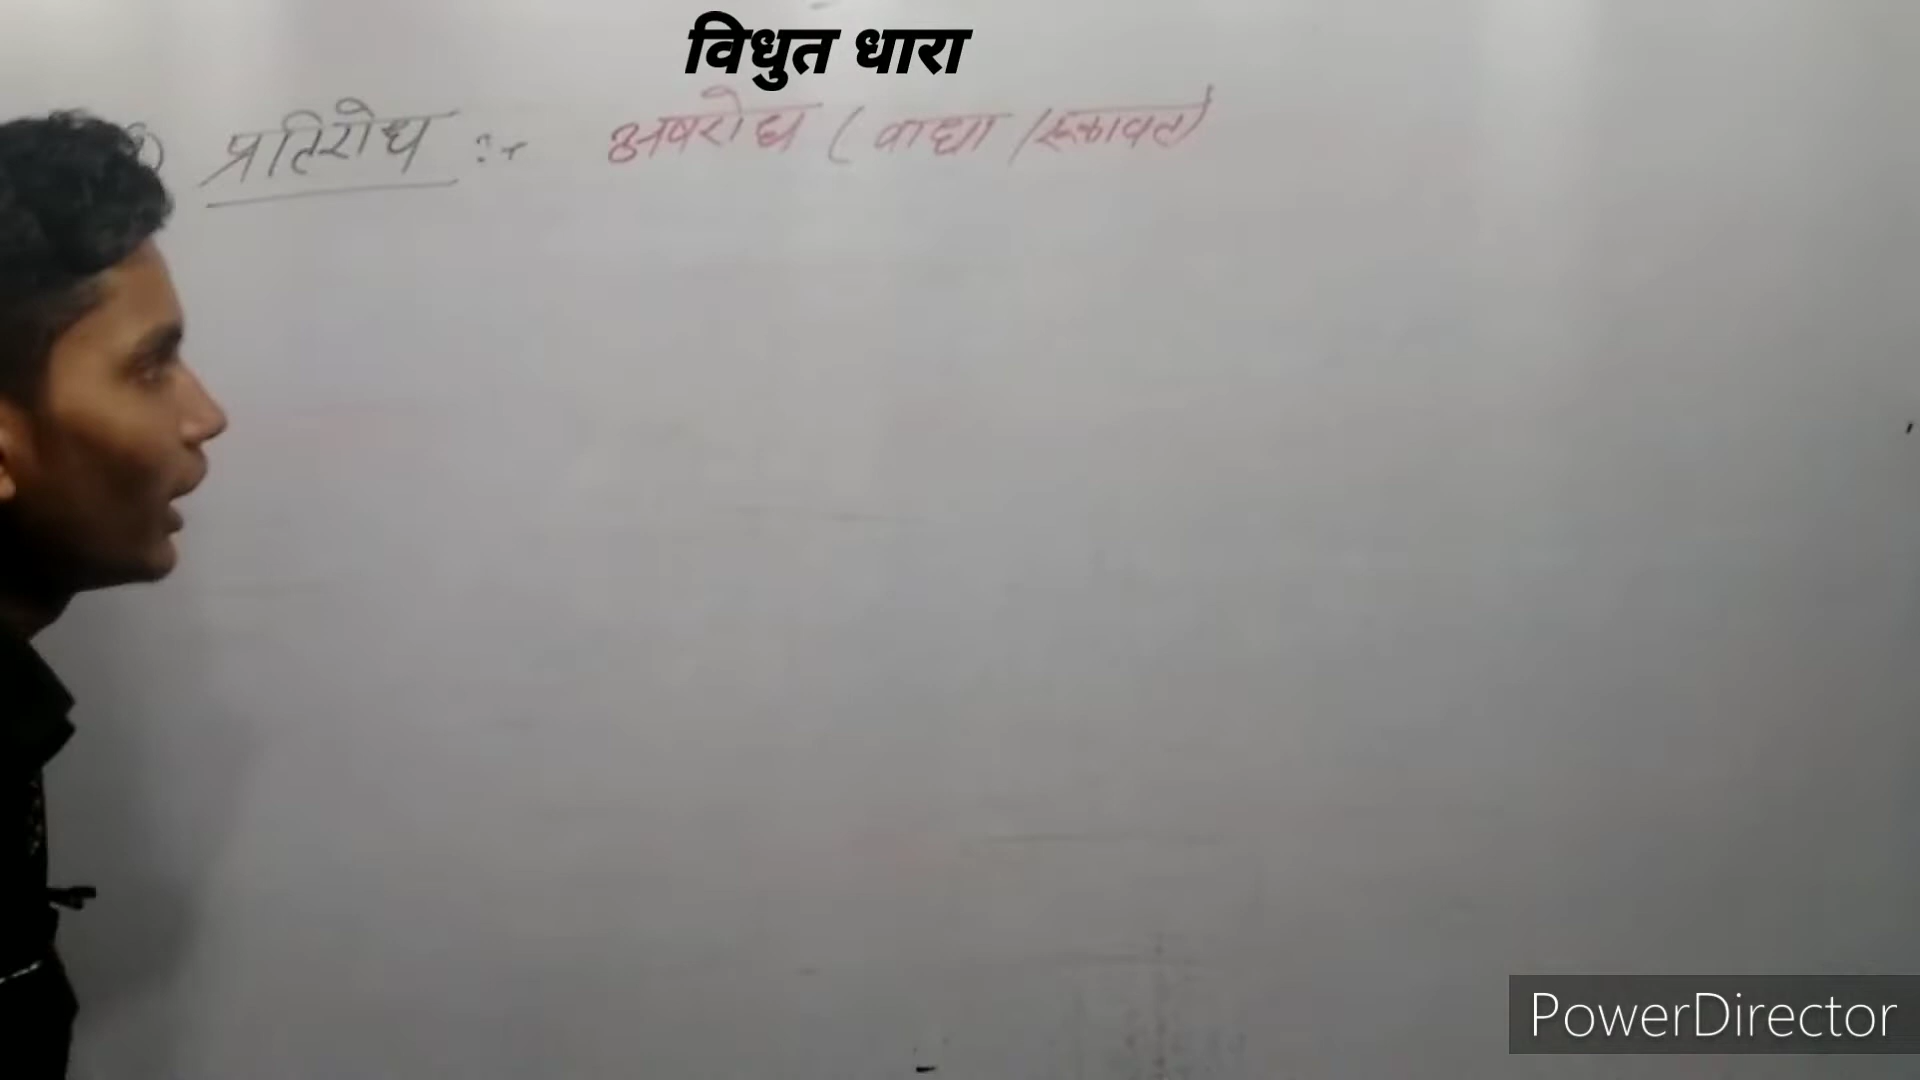 विधुत धारा
प्रतिरोध :- अवरोध ( वाधा / रूकावट)
PowerDirector